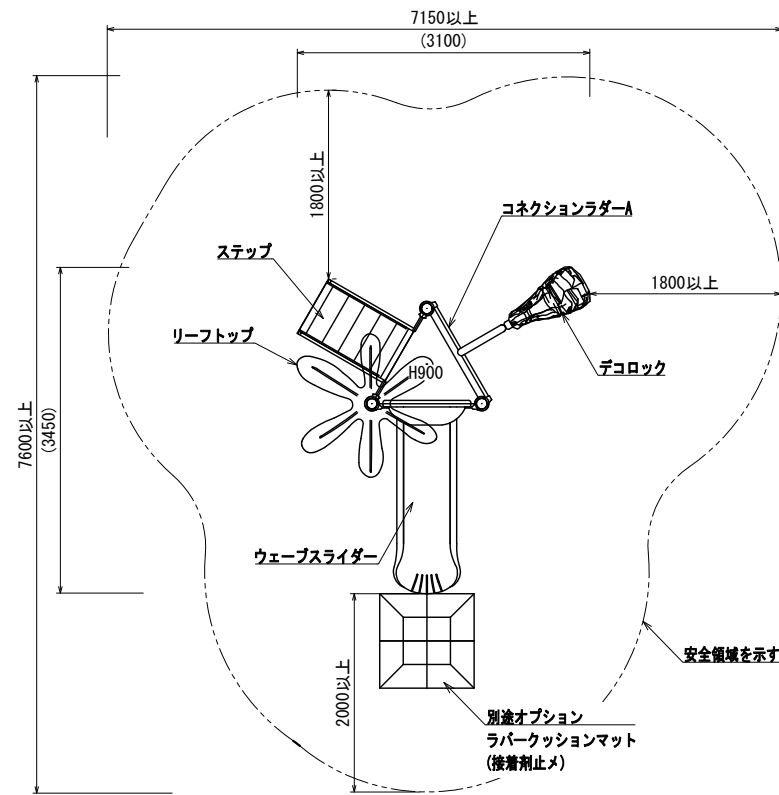 7150以上
(3100)
1800以上
コネクションラダーA
ステップ
1800以上
リーフトップ
デコロック
H900
7600以上
(3450)
ウェーブスライダー
安全領域を示す
2000以上
別途オプション
ラバークッションマット
(接着剤止メ)